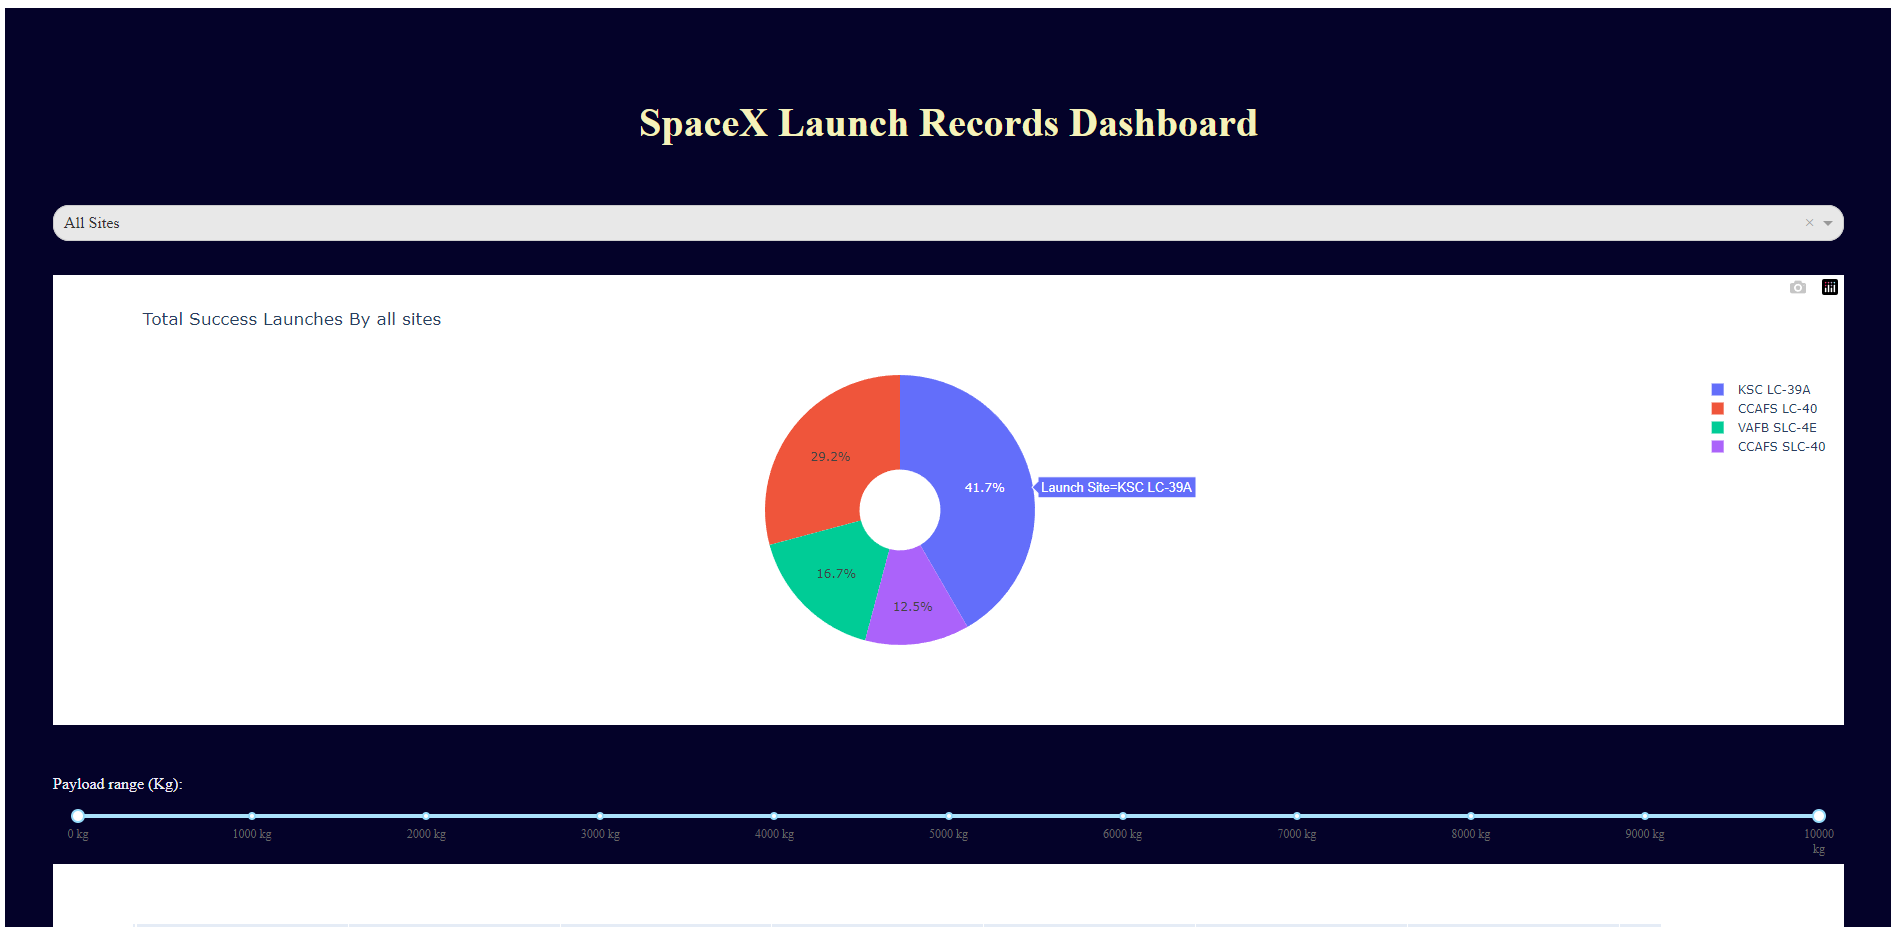 SpaceX Launch Records Dashboard
All Sites
Total Success Launches By all sites
KSC LC-39A
CCAFS LC-40
VAFB SLC-4E
CCAFS SLC-40
29.2%
41.7%
Launch Site=KSC LC-39A
16.7%
12.5%
Payload range (Kg):
0 kg 1000 kg 2000 kg 3000 kg 4000 kg 5000 kg 6000 kg 7000 kg 8000 kg 9000 kg 10000
kg